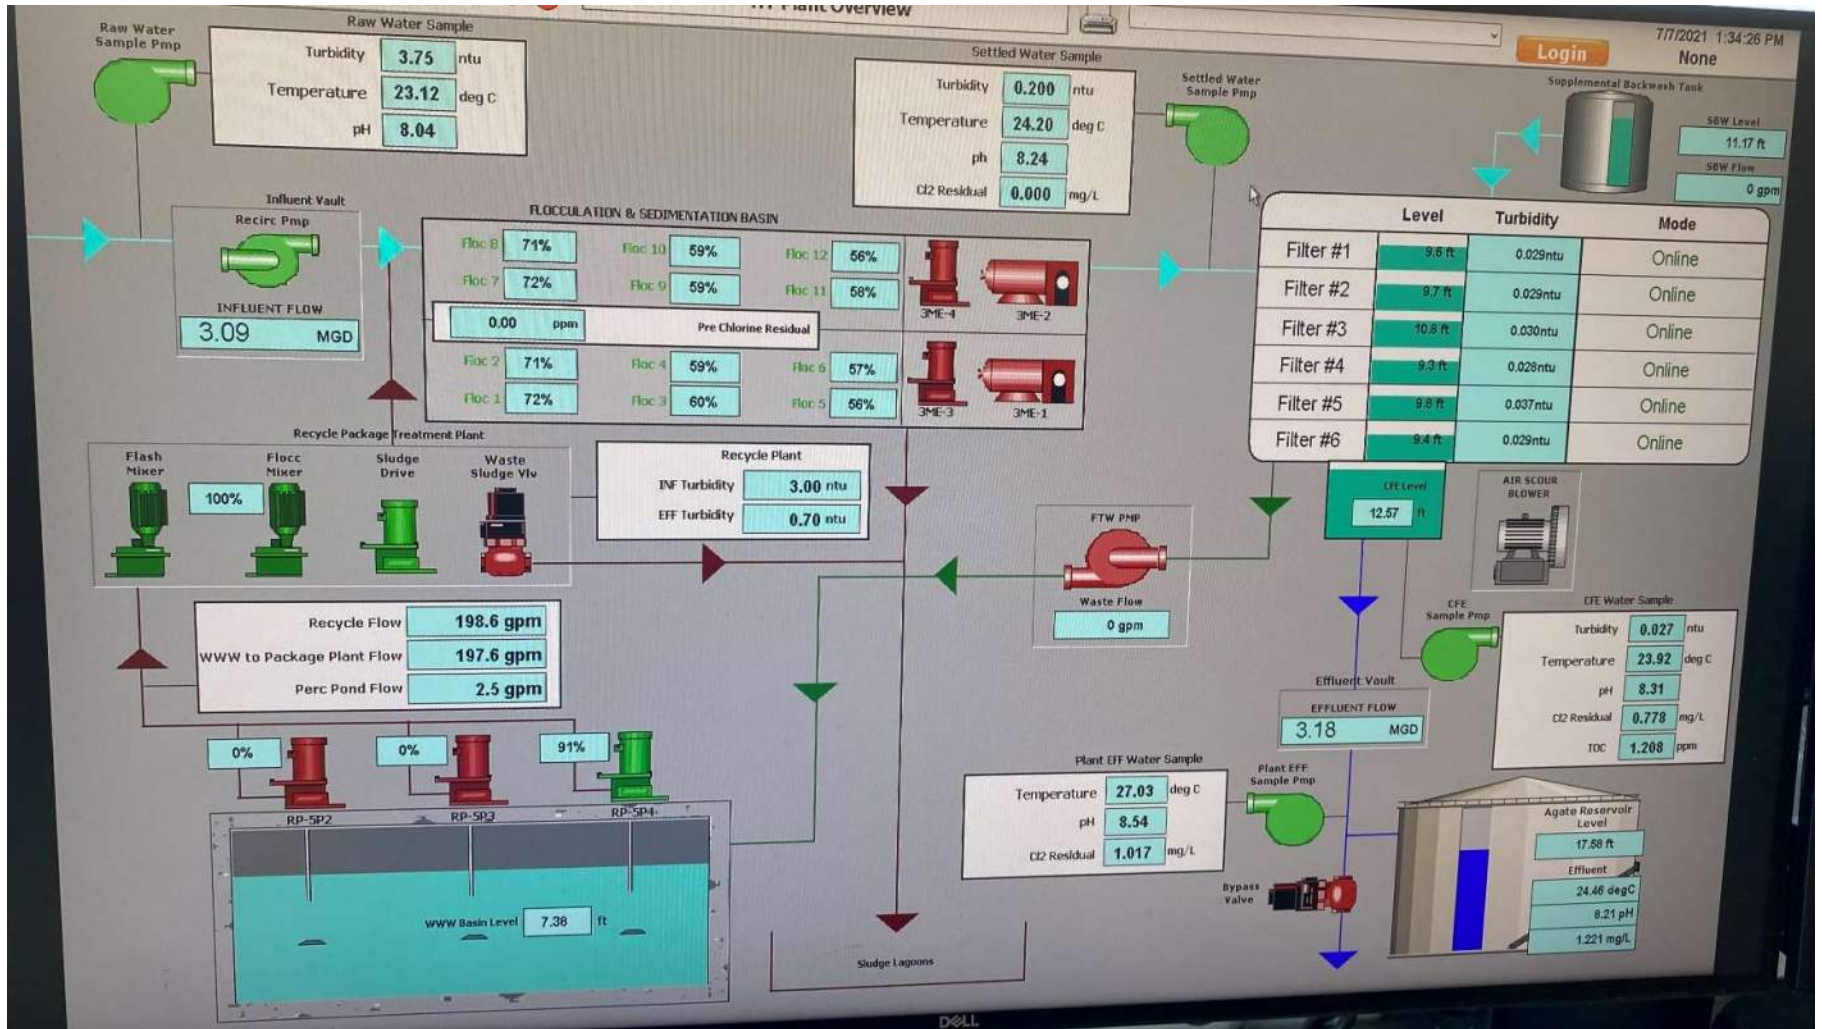 Plant Overview
7/7/2021 1:34:26 PM
Login
None
Raw Water
Sample Pmp
Raw Water Sample
Turbidity 3.75 ntu
Temperature 23.12 deg C
pH 8.04
Settled Water Sample
Turbidity 0.200 ntu
Temperature 24.20 deg C
ph 8.24
Cl2 Residual 0.000 mg/L
Settled Water
Sample Pmp
Supplemental Backwash Tank
SBW Level
11.17 ft
SBW Flow
0 gpm
Influent Vault
Recirc Pmp
INFLUENT FLOW
3.09 MGD
FLOCCULATION & SEDIMENTATION BASIN
Floc 8 71% Floc 10 59% Floc 12 56%
Floc 7 72% Floc 9 59% Floc 11 58%
0.00 ppm Pre Chlorine Residual
Floc 2 71% Floc 4 59% Floc 6 57%
Floc 1 72% Floc 3 60% Floc 5 56%
3ME-4 3ME-2
3ME-3 3ME-1
Level Turbidity Mode
Filter #1 9.6 ft 0.029ntu Online
Filter #2 9.7 ft 0.029ntu Online
Filter #3 10.8 ft 0.030ntu Online
Filter #4 9.3 ft 0.028ntu Online
Filter #5 9.8 ft 0.037ntu Online
Filter #6 9.4 ft 0.029ntu Online
CFE Level
12.57 ft
AIR SCOUR
BLOWER
Recycle Package Treatment Plant
Flash
Mixer
100%
Flocc
Mixer
Sludge
Drive
Waste
Sludge Vlv
Recycle Plant
INF Turbidity 3.00 ntu
EFF Turbidity 0.70 ntu
FTW PMP
Waste Flow
0 gpm
Recycle Flow 198.6 gpm
WWW to Package Plant Flow 197.6 gpm
Perc Pond Flow 2.5 gpm
CFE
Sample Pmp
CFE Water Sample
Turbidity 0.027 ntu
Temperature 23.92 deg C
pH 8.31
Cl2 Residual 0.778 mg/L
TOC 1.208 ppm
Effluent Vault
EFFLUENT FLOW
3.18 MGD
0% 0% 91%
RP-5P2 RP-5P3 RP-5P4
WWW Basin Level 7.38 ft
Plant EFF Water Sample
Temperature 27.03 deg C
pH 8.54
Cl2 Residual 1.017 mg/L
Plant EFF
Sample Pmp
Bypass
Valve
Agate Reservoir
Level
17.58 ft
Effluent
24.46 degC
8.21 pH
1.221 mg/L
Sludge Lagoons
DELL